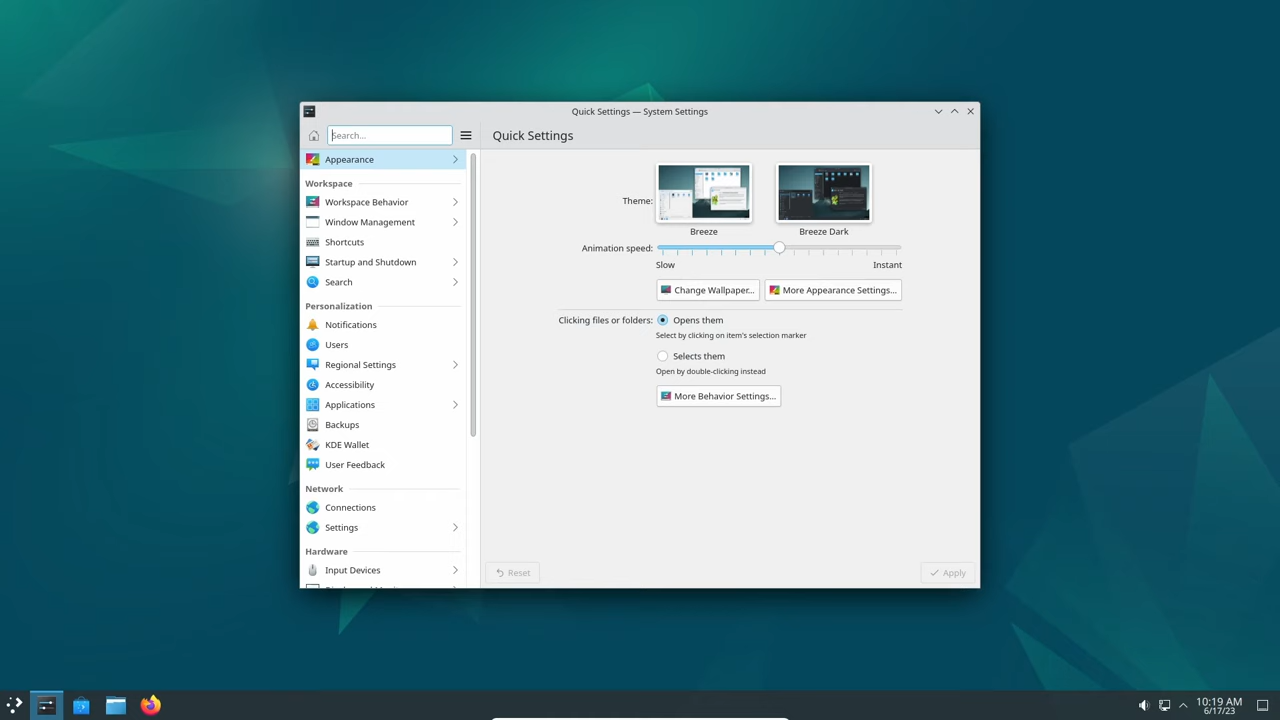 Quick Settings — System Settings
Search...
Quick Settings
Appearance
Workspace
Workspace Behavior
Window Management
Shortcuts
Startup and Shutdown
Search
Personalization
Notifications
Users
Regional Settings
Accessibility
Applications
Backups
KDE Wallet
User Feedback
Network
Connections
Settings
Hardware
Input Devices
Theme:
Breeze
Breeze Dark
Animation speed:
Slow
Instant
Change Wallpaper...
More Appearance Settings...
Clicking files or folders:
Opens them
Select by clicking on item's selection marker
Selects them
Open by double-clicking instead
More Behavior Settings...
Reset
Apply
10:19 AM
6/17/23